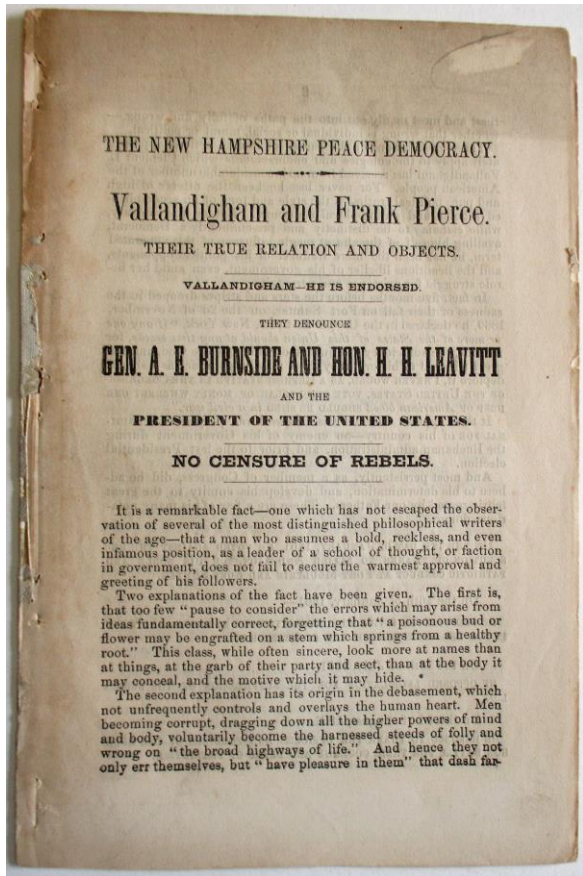 THE NEW HAMPSHIRE PEACE DEMOCRACY.
Vallandigham and Frank Pierce.
THEIR TRUE RELATION AND OBJECTS.
VALLANDIGHAM—HE IS ENDORSED.
THEY DENOUNCE
GEN. A. E. BURNSIDE AND HON. H. H. LEAVITT
AND THE
PRESIDENT OF THE UNITED STATES.
NO CENSURE OF REBELS.
It is a remarkable fact—one which has not escaped the obser-
vation of several of the most distinguished philosophical writers
of the age—that a man who assumes a bold, reckless, and even
infamous position, as a leader of a school of thought, or faction
in government, does not fail to secure the warmest approval and
greeting of his followers.
Two explanations of the fact have been given. The first is,
that too few “pause to consider” the errors which may arise from
ideas fundamentally correct, forgetting that “a poisonous bud or
flower may be engrafted on a stem which springs from a healthy
root.” This class, while often sincere, look more at names than
at things, at the garb of their party and sect, than at the body it
may conceal, and the motive which it may hide.
The second explanation has its origin in the debasement, which
not unfrequently controls and overlays the human heart. Men
becoming corrupt, dragging down all the higher powers of mind
and body, voluntarily become the harnessed steeds of folly and
wrong on “the broad highways of life.” And hence they not
only err themselves, but “have pleasure in them” that dash far-